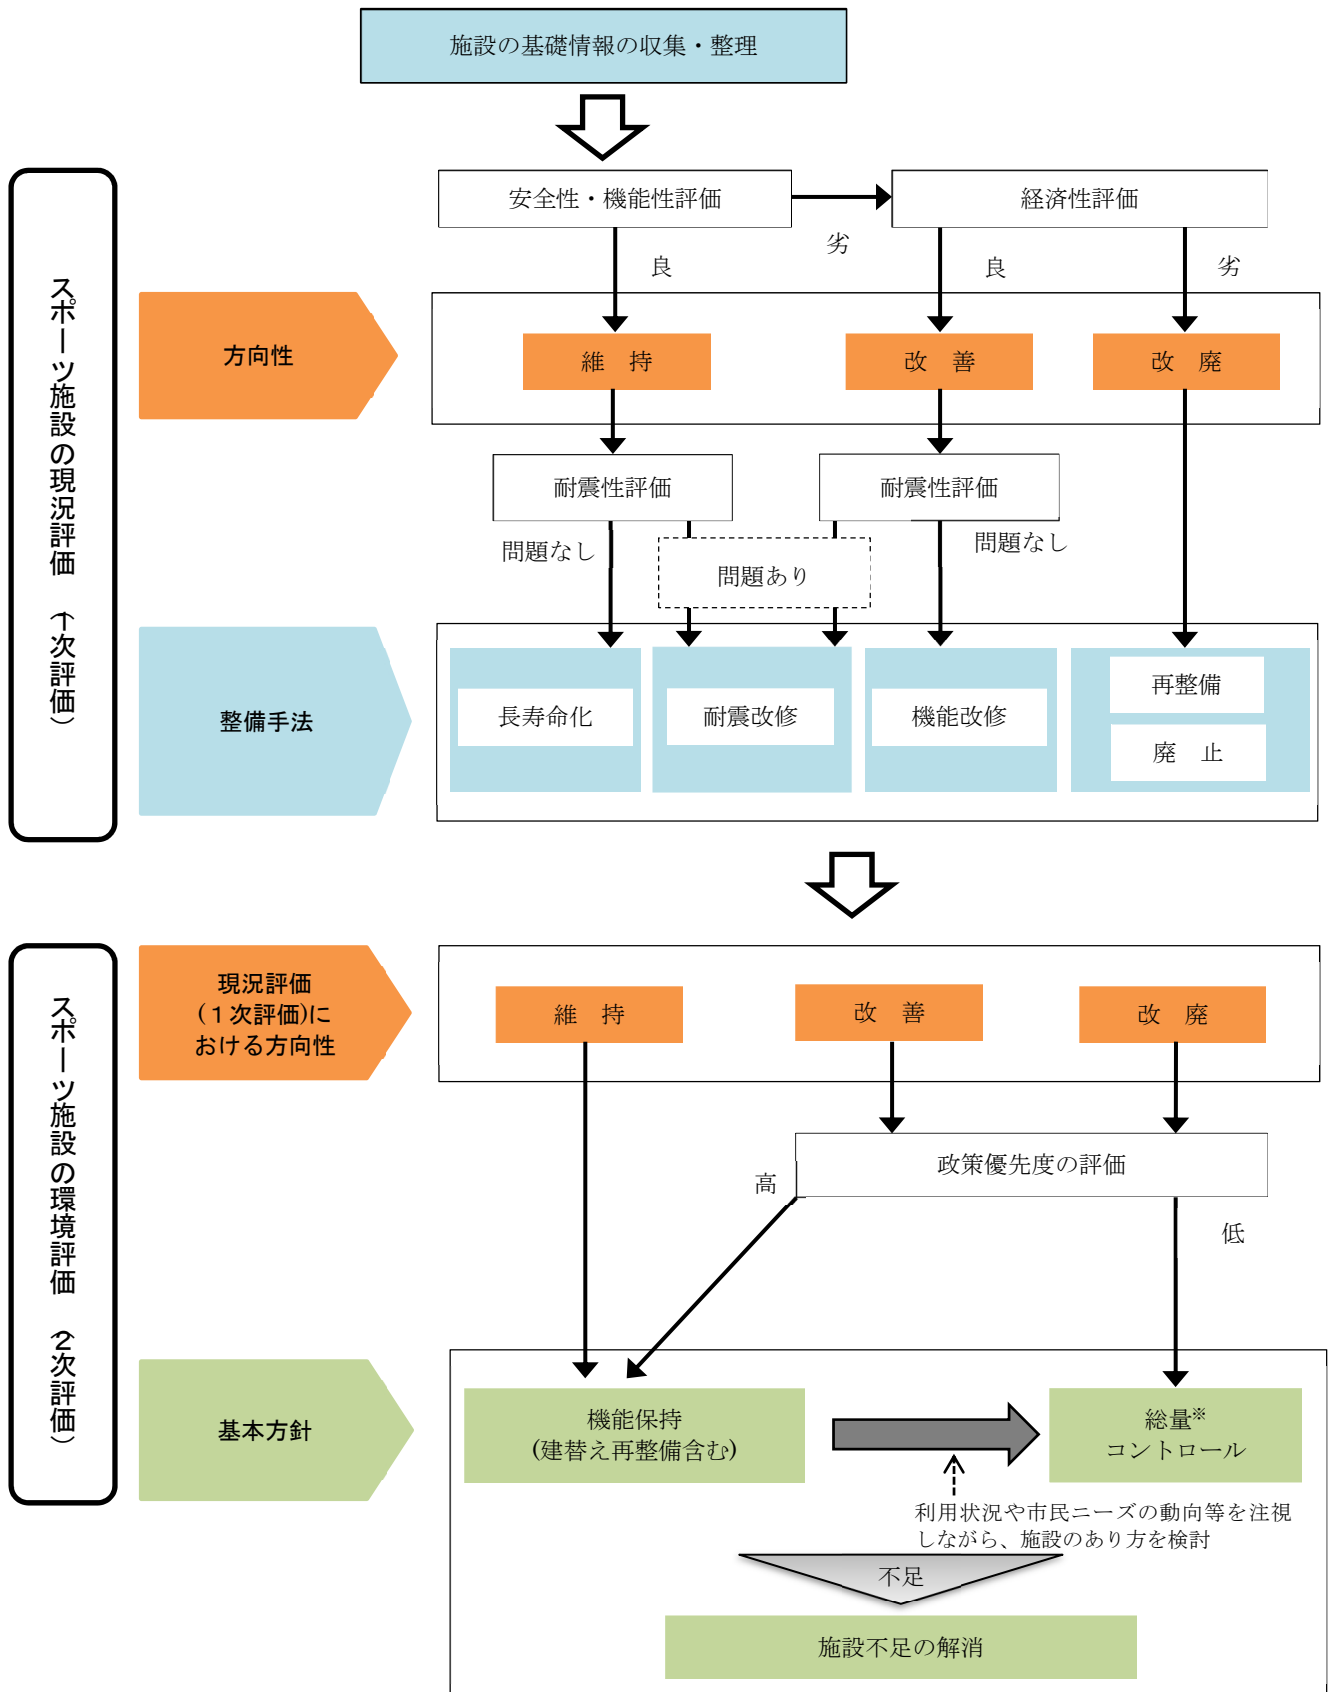 施設の基礎情報の収集・整理
スポーツ施設の現況評価　（1次評価）
安全性・機能性評価
経済性評価
劣
良
良
劣
方向性
維　持
改　善
改　廃
耐震性評価
耐震性評価
問題なし
問題あり
問題なし
整備手法
長寿命化
耐震改修
機能改修
再整備
廃　止
スポーツ施設の環境評価　（2次評価）
現況評価
(１次評価)に
おける方向性
維　持
改　善
改　廃
政策優先度の評価
高
低
基本方針
機能保持
(建替え再整備含む)
総量※
コントロール
利用状況や市民ニーズの動向等を注視
しながら、施設のあり方を検討
不足
施設不足の解消